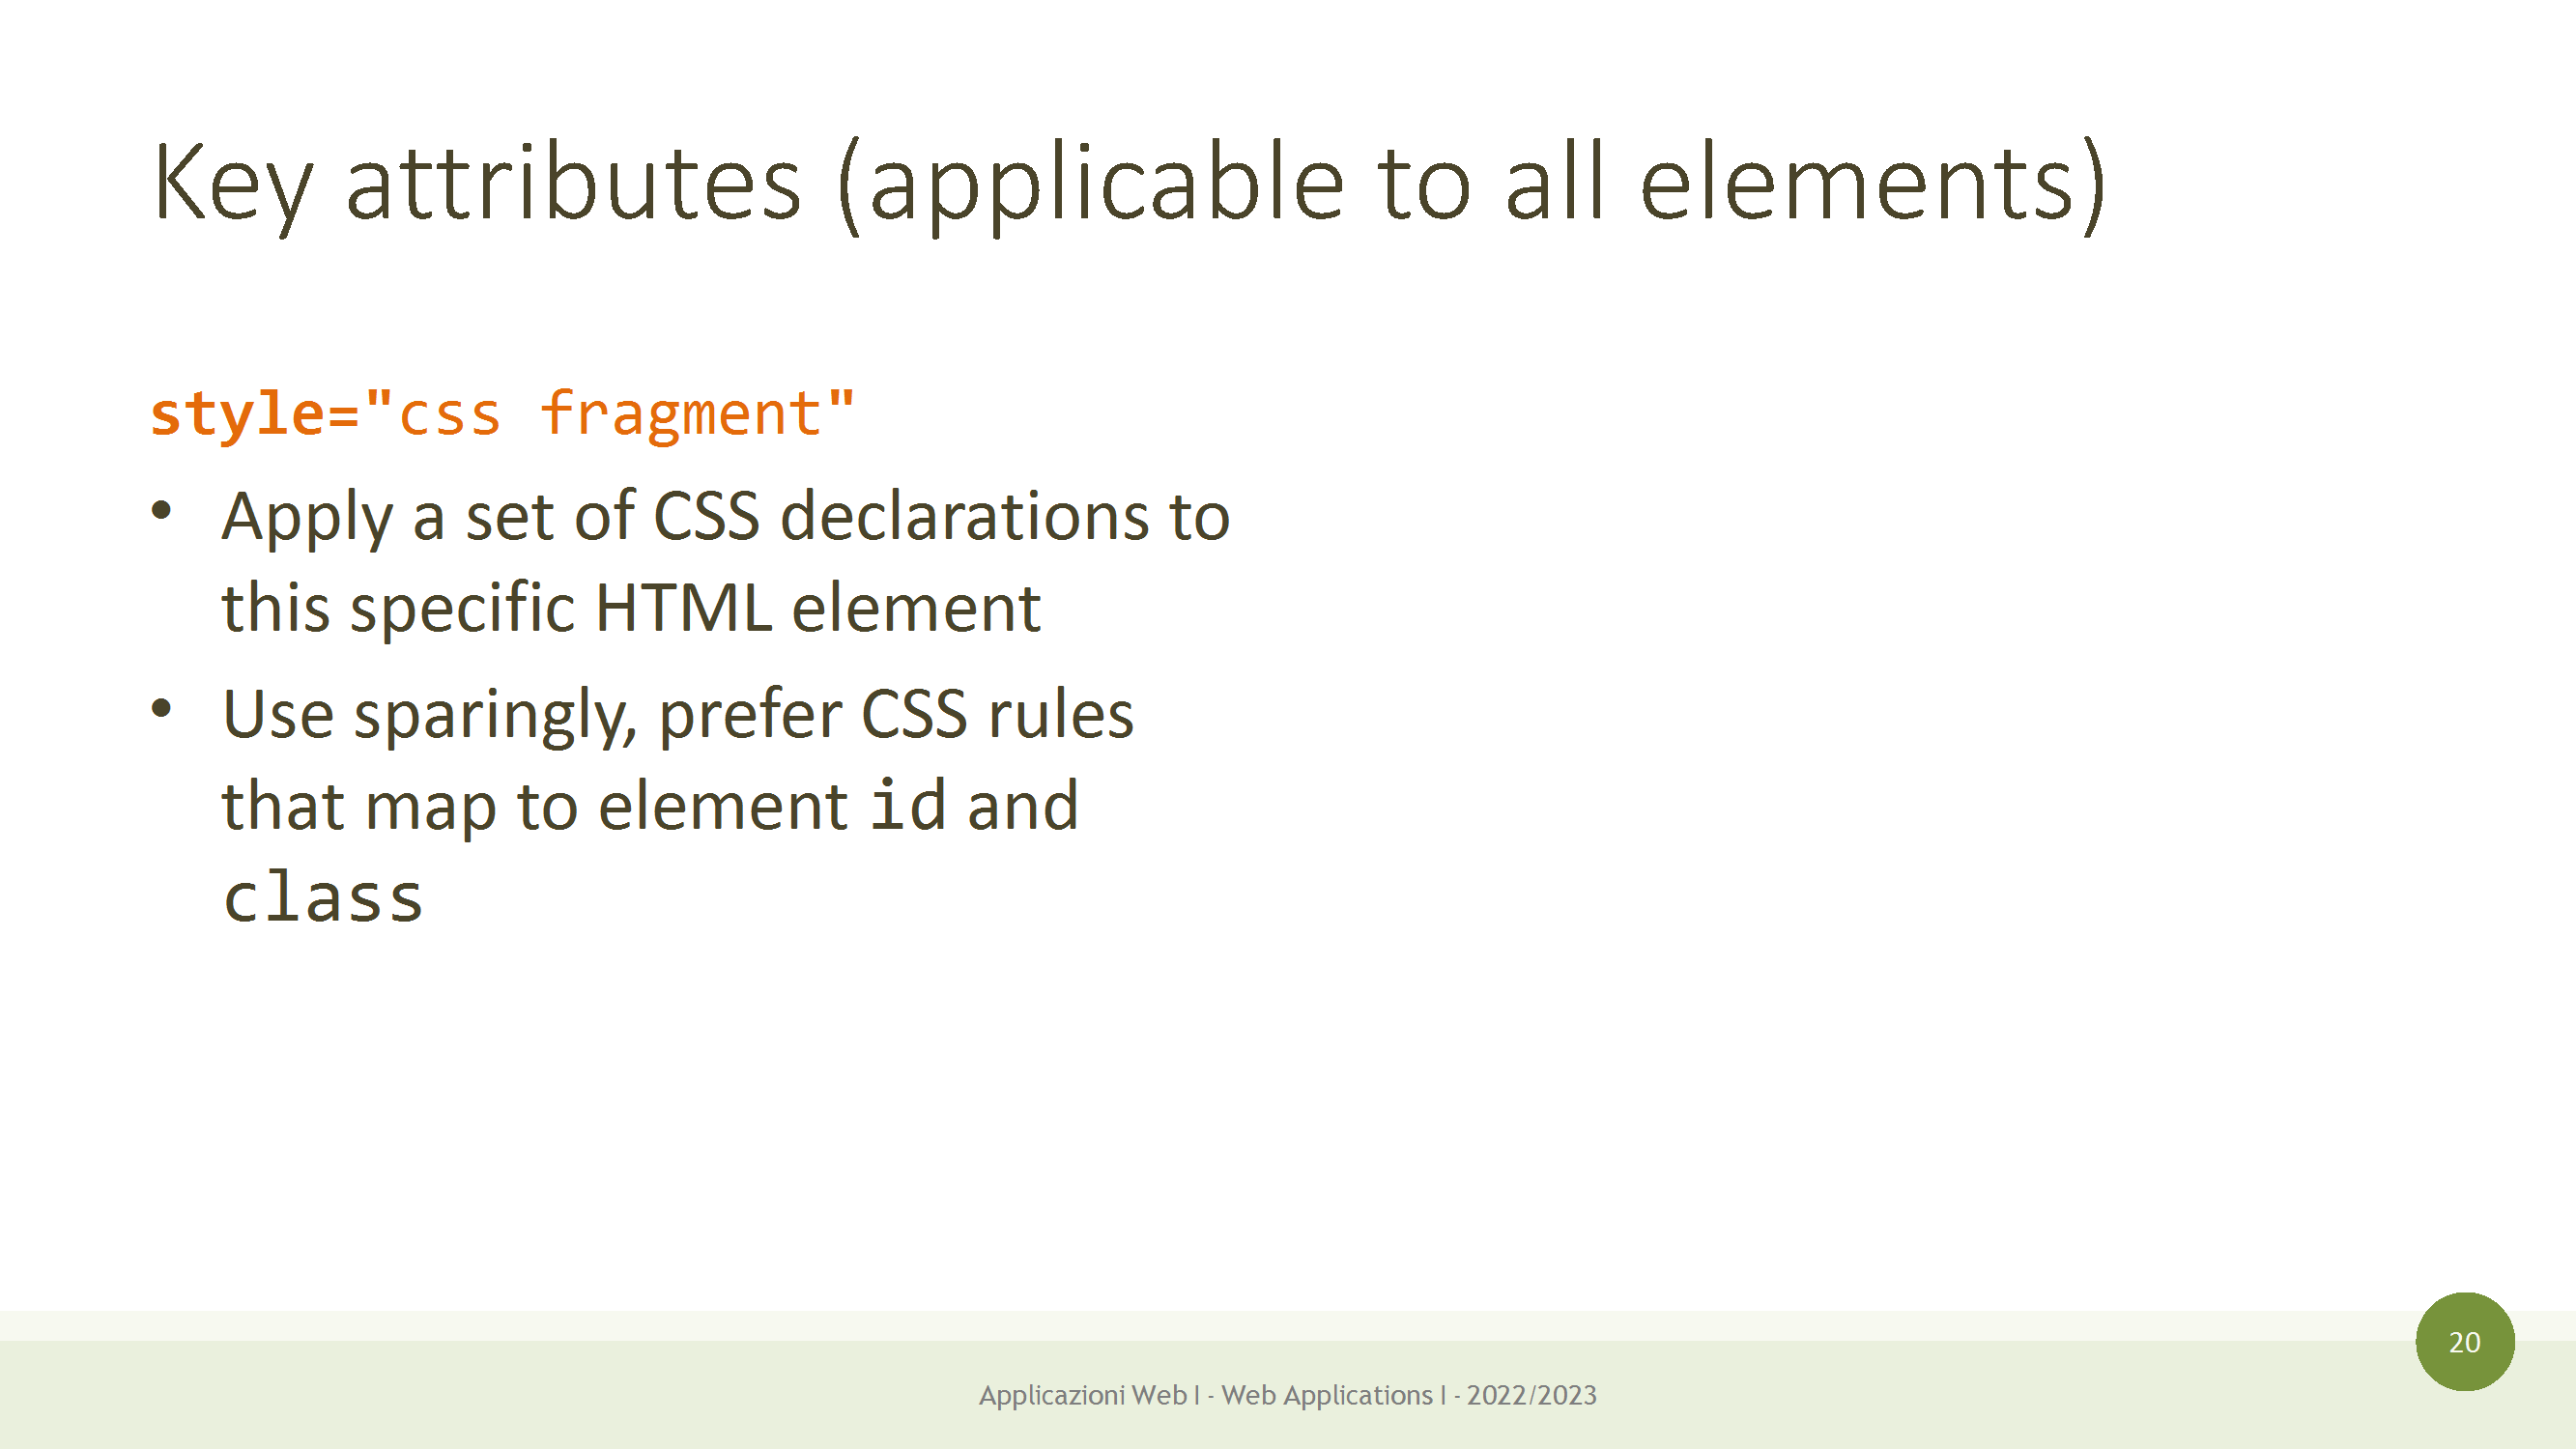 Key attributes (applicable to all elements)
style="css fragment"
• Apply a set of CSS declarations to
this specific HTML element
• Use sparingly, prefer CSS rules
that map to element id and
class
20
Applicazioni Web I - Web Applications I - 2022/2023